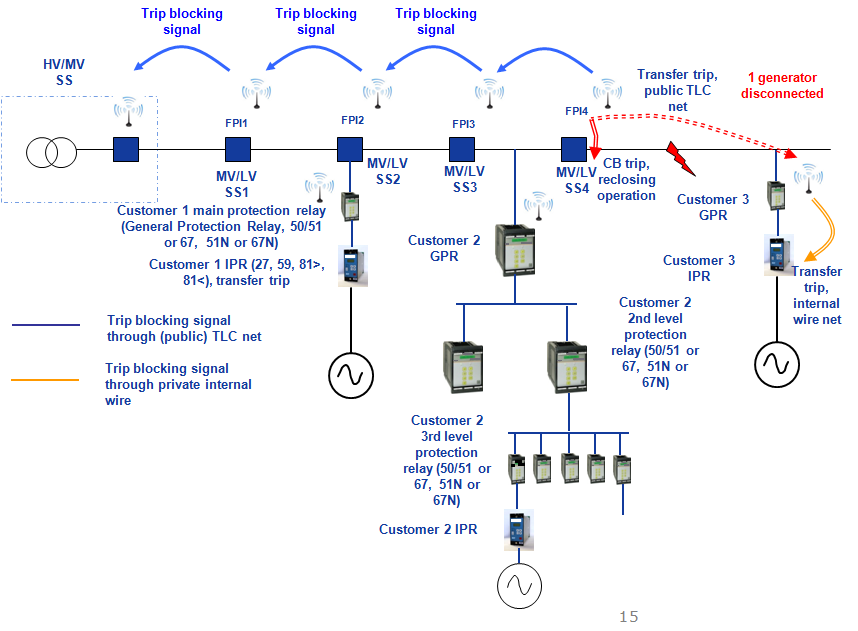 Trip blocking
signal
Trip blocking
signal
Trip blocking
signal
HV/MV
SS
Transfer trip,
public TLC
net
1 generator
disconnected
FPI1
FPI2
FPI3
FPI4
MV/LV
SS1
MV/LV
SS2
MV/LV
SS3
MV/LV
SS4
CB trip,
reclosing
operation
Customer 1 main protection relay
(General Protection Relay, 50/51
or 67, 51N or 67N)
Customer 1 IPR (27, 59, 81>,
81<), transfer trip
Customer 2
GPR
Customer 3
GPR
Customer 3
IPR
Transfer
trip,
internal
wire net
Trip blocking signal
through (public) TLC net
Trip blocking signal
through private internal
wire
Customer 2
2nd level
protection
relay (50/51 or
67, 51N or
67N)
Customer 2
3rd level
protection
relay (50/51 or
67, 51N or
67N)
Customer 2 IPR
15